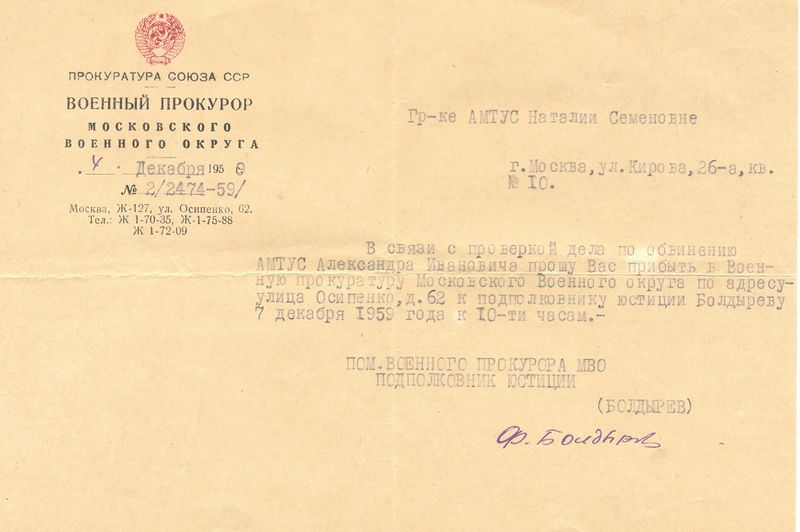 ПРОКУРАТУРА СОЮЗА ССР
ВОЕННЫЙ ПРОКУРОР
МОСКОВСКОГО
ВОЕННОГО ОКРУГА
4 Декабря 1959
№ 2/2474-59/
Москва, Ж-127, ул. Осипенко, 62.
Тел.: Ж 1-70-35, Ж-1-75-88
Ж 1-72-09
Гр-ке АМТУС Наталии Семеновне
г.Москва,ул.Кирова,26-а,кв.
№ 10.
В связи с проверкой дела по обвинению
АМТУС Александра Ивановича прошу Вас прибыть в Воен-
ную прокуратуру Московского Военного округа по адресу-
улица Осипенко,д.62 к подполковнику юстиции Болдыреву
7 декабря 1959 года к 10-ти часам.-
ПОМ.ВОЕННОГО ПРОКУРОРА МВО
ПОДПОЛКОВНИК ЮСТИЦИИ
(БОЛДЫРЕВ)
Ф. Болдырев